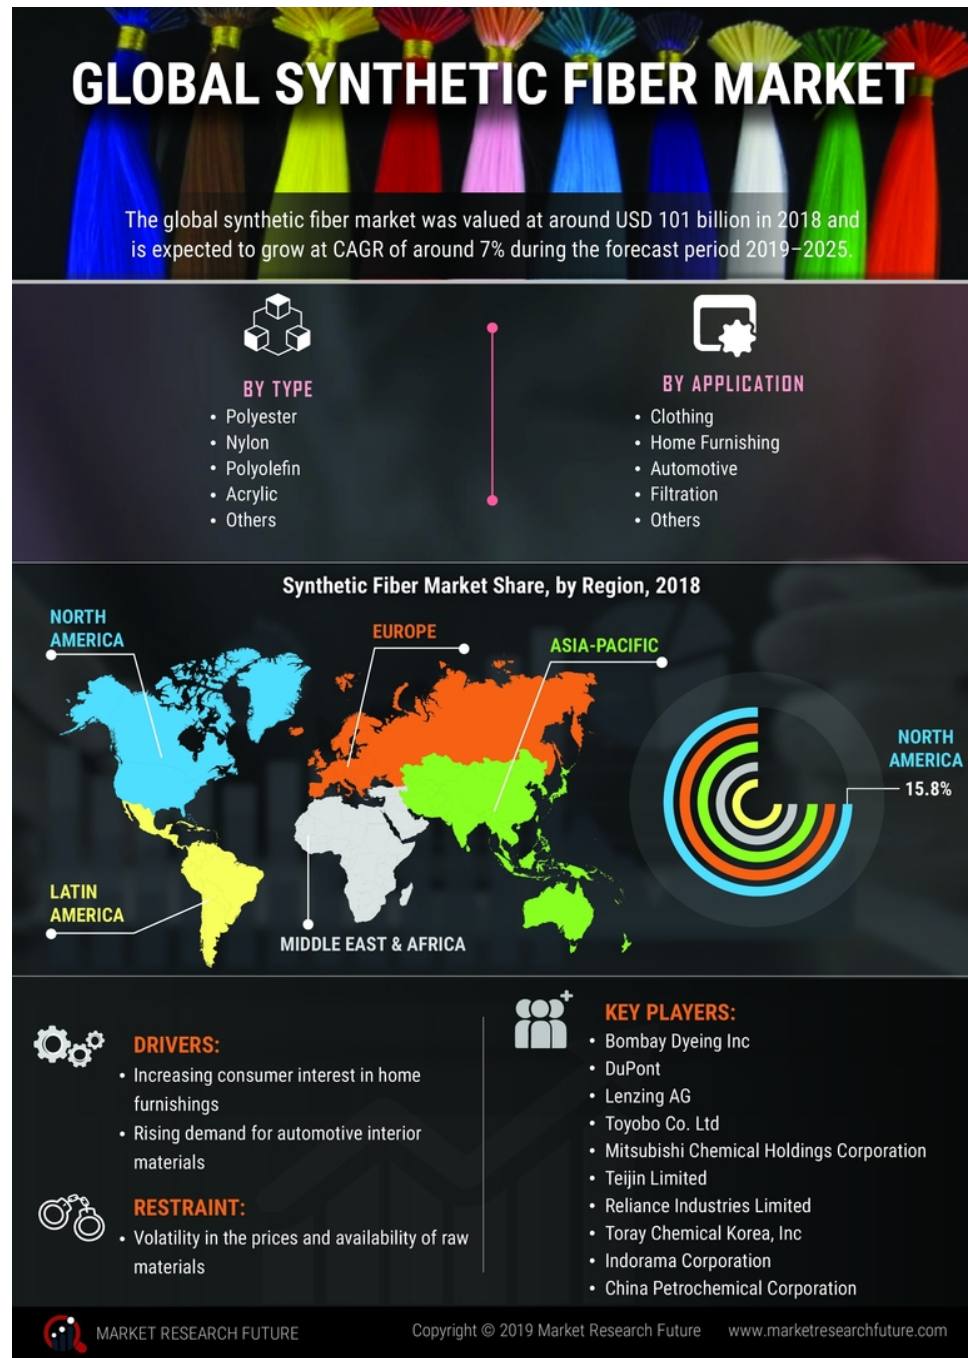 GLOBAL SYNTHETIC FIBER MARKET
The global synthetic fiber market was valued at around USD 101 billion in 2018 and
is expected to grow at CAGR of around 7% during the forecast period 2019–2025.
BY TYPE
• Polyester
• Nylon
• Polyolefin
• Acrylic
• Others
BY APPLICATION
• Clothing
• Home Furnishing
• Automotive
• Filtration
• Others
Synthetic Fiber Market Share, by Region, 2018
NORTH
AMERICA
EUROPE
ASIA-PACIFIC
LATIN
AMERICA
MIDDLE EAST & AFRICA
NORTH
AMERICA
15.8%
DRIVERS:
• Increasing consumer interest in home
furnishings
• Rising demand for automotive interior
materials
RESTRAINT:
• Volatility in the prices and availability of raw
materials
KEY PLAYERS:
• Bombay Dyeing Inc
• DuPont
• Lenzing AG
• Toyobo Co. Ltd
• Mitsubishi Chemical Holdings Corporation
• Teijin Limited
• Reliance Industries Limited
• Toray Chemical Korea, Inc
• Indorama Corporation
• China Petrochemical Corporation
MARKET RESEARCH FUTURE
Copyright © 2019 Market Research Future
www.marketresearchfuture.com